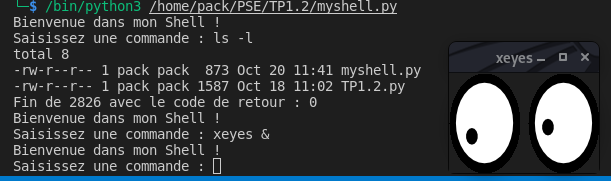 $ /bin/python3 /home/pack/PSE/TP1.2/myshell.py
Bienvenue dans mon Shell !
Saisissez une commande : ls -l
total 8
-rw-r--r-- 1 pack pack  873 Oct 20 11:41 myshell.py
-rw-r--r-- 1 pack pack 1587 Oct 18 11:02 TP1.2.py
Fin de 2826 avec le code de retour : 0
Bienvenue dans mon Shell !
Saisissez une commande : xeyes &
Bienvenue dans mon Shell !
Saisissez une commande :
xeyes